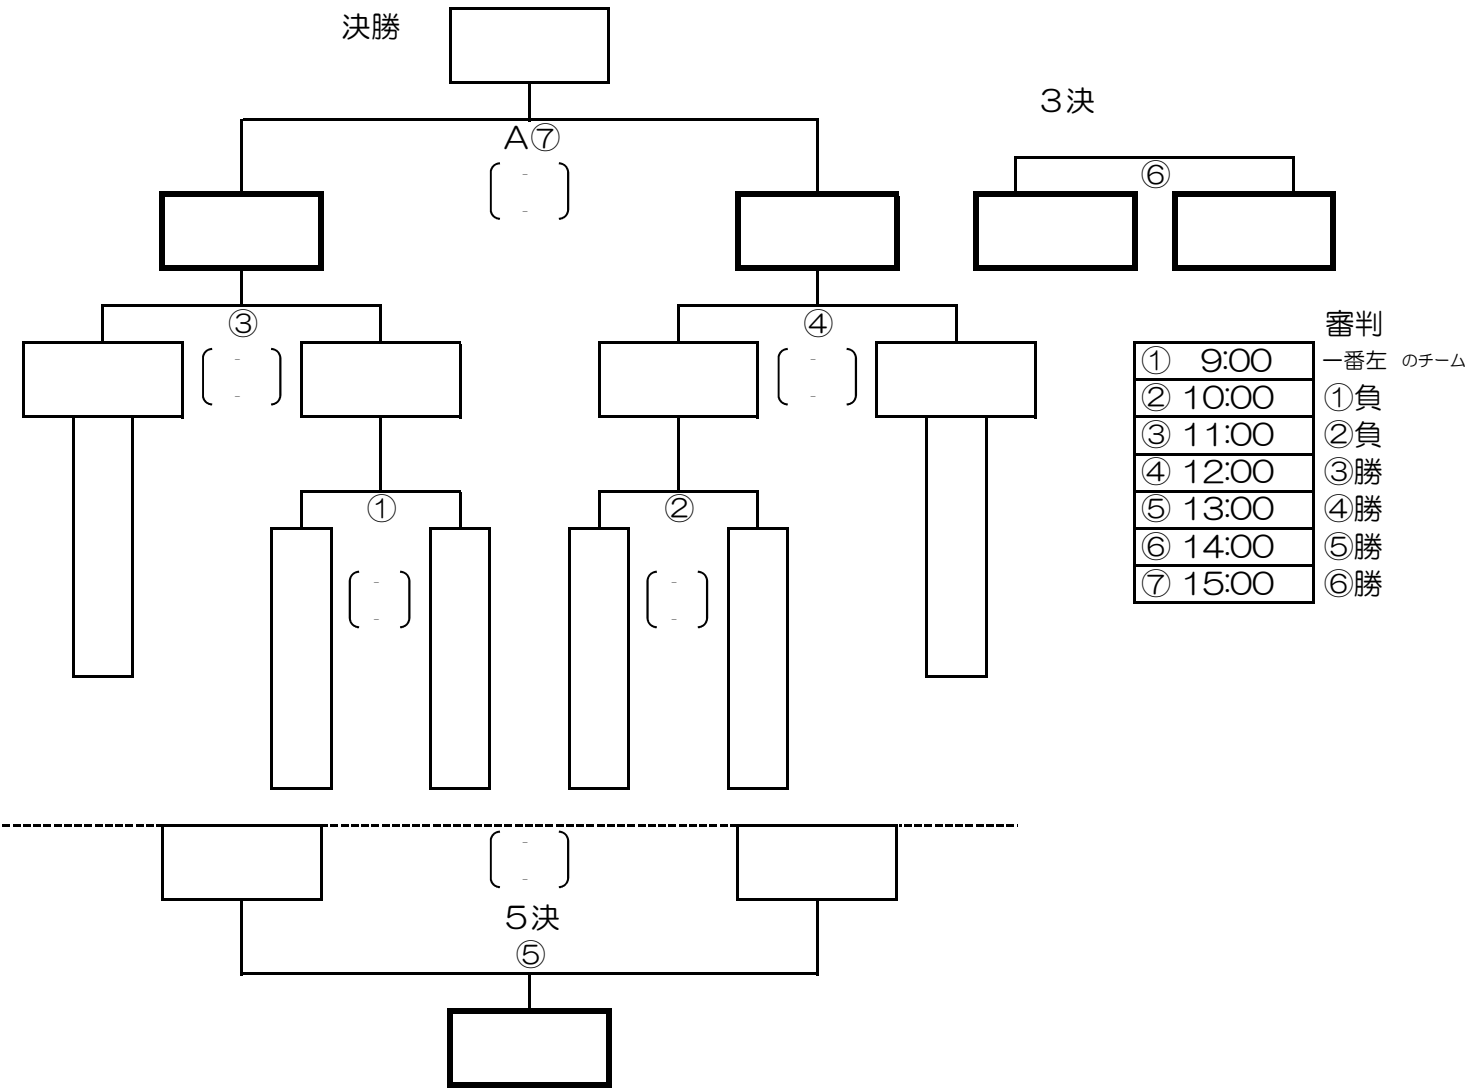 決勝
A⑦
-
-
３決
⑥
③
-
-
④
-
-
審判
① 9:00 一番左 のチーム
② 10:00 ①負
③ 11:00 ②負
④ 12:00 ③勝
⑤ 13:00 ④勝
⑥ 14:00 ⑤勝
⑦ 15:00 ⑥勝
①
-
-
②
-
-
-
-
５決
⑤